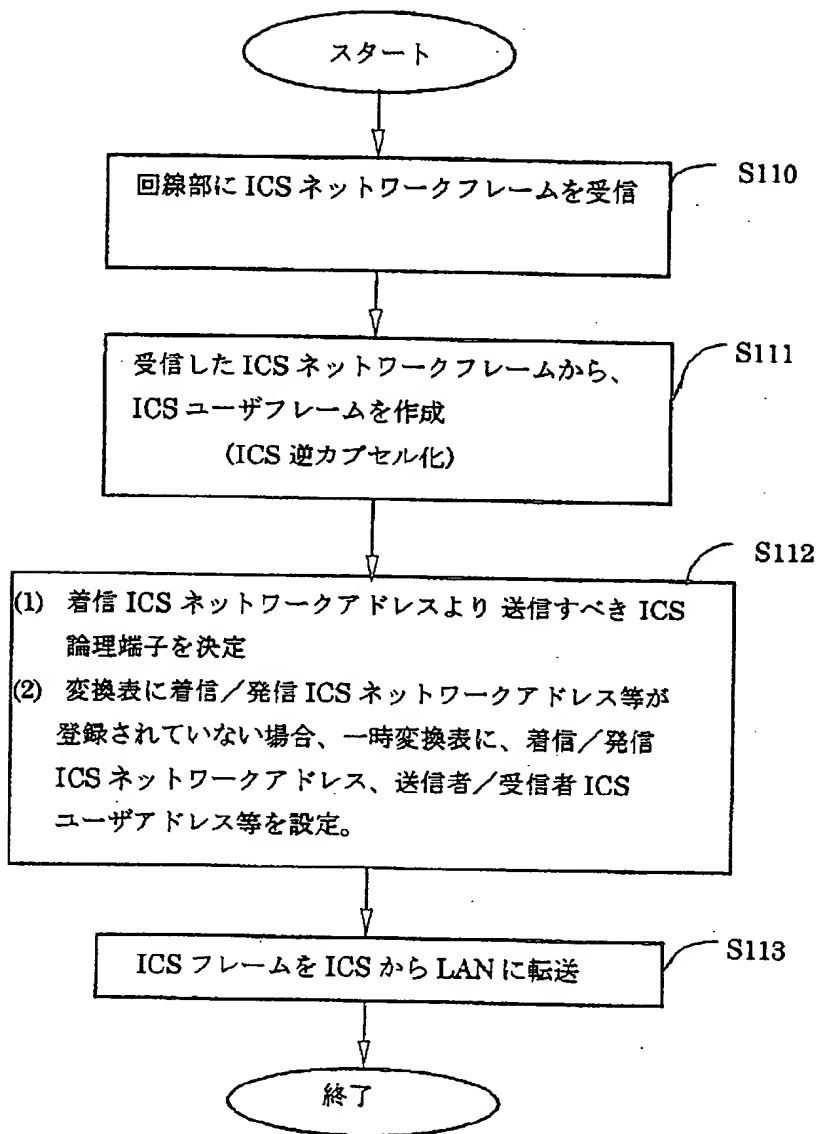 スタート
S110
回線部に ICS ネットワークフレームを受信
S111
受信した ICS ネットワークフレームから、
ICS ユーザフレームを作成
(ICS 逆カプセル化)
S112
(1) 着信 ICS ネットワークアドレスより 送信すべき ICS
論理端子を決定
(2) 変換表に着信／発信 ICS ネットワークアドレス等が
登録されていない場合、一時変換表に、着信／発信
ICS ネットワークアドレス、送信者／受信者 ICS
ユーザアドレス等を設定。
S113
ICS フレームを ICS から LAN に転送
終了